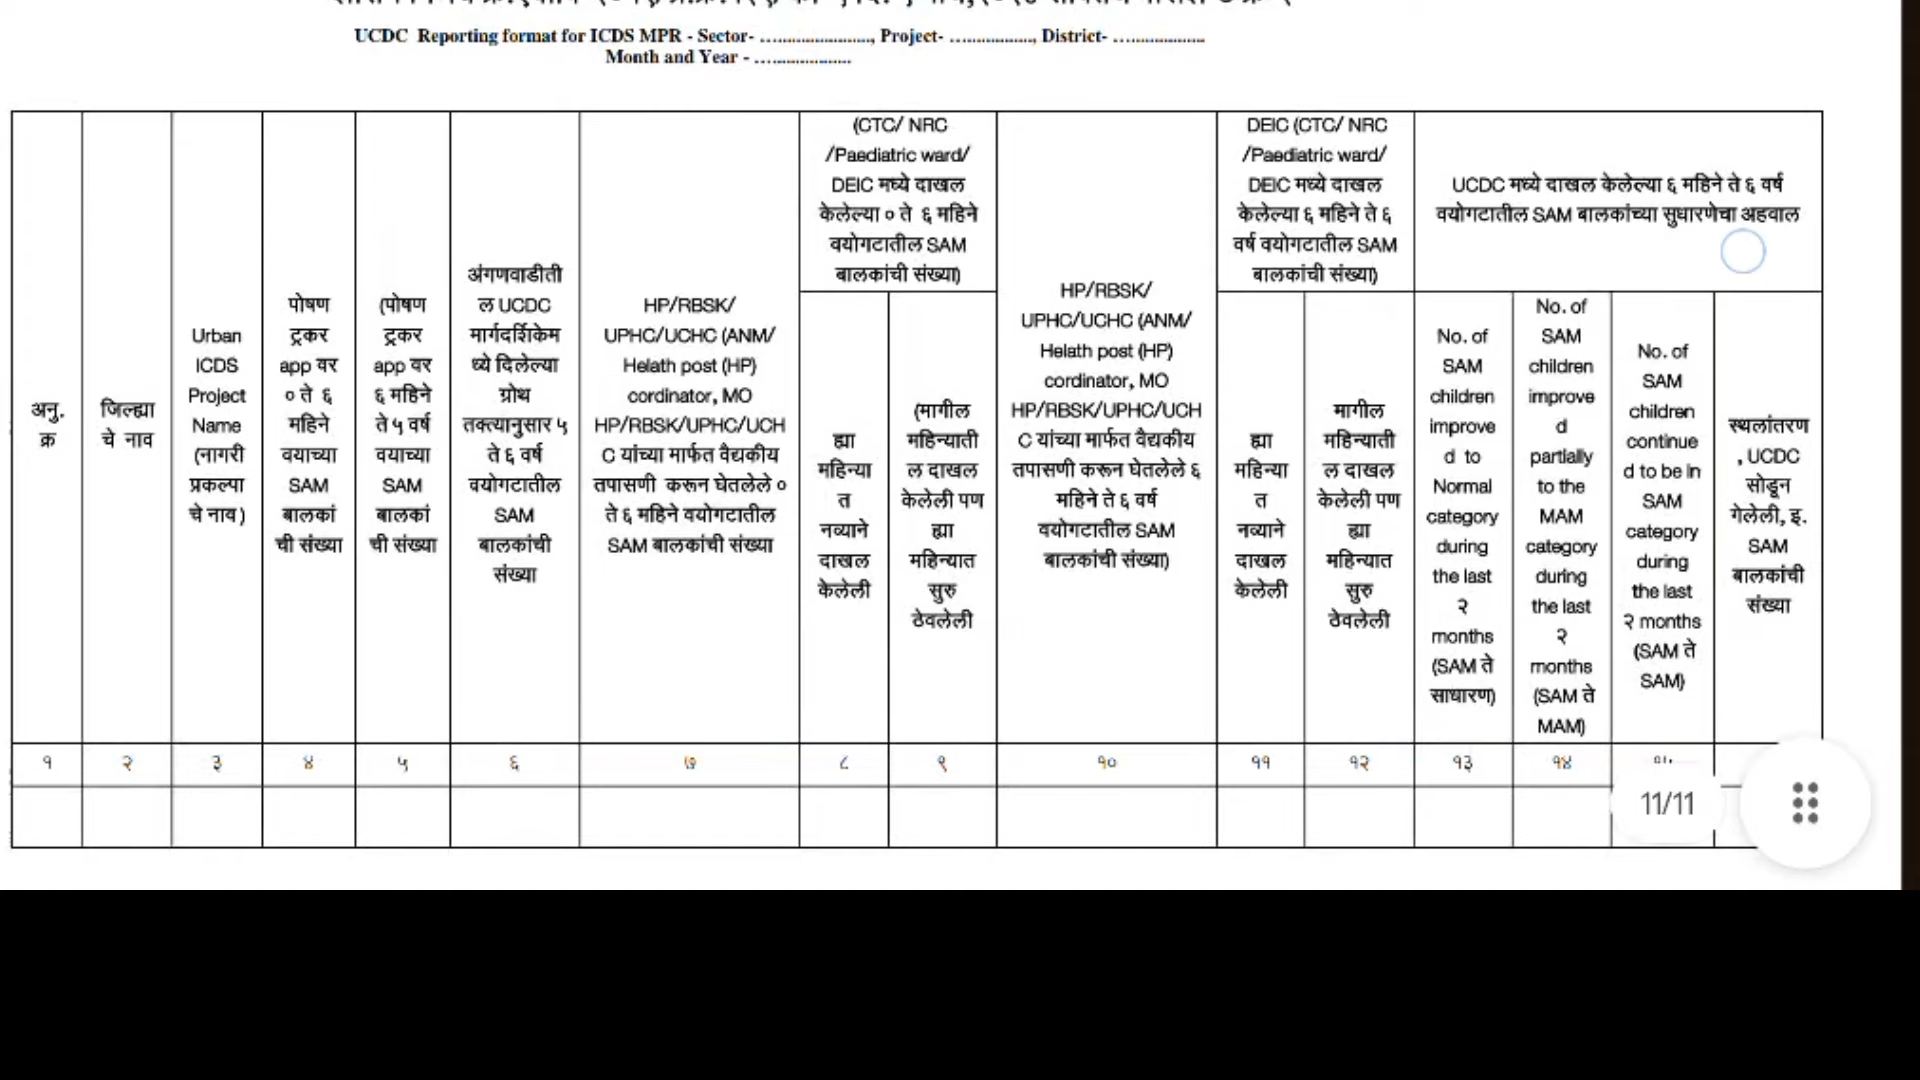 UCDC Reporting format for ICDS MPR - Sector- ............................, Project- ....................., District- .......................
Month and Year - ........................
अनु.
क्र
जिल्ह्या
चे नाव
Urban
ICDS
Project
Name
(नागरी
प्रकल्पा
चे नाव)
पोषण
ट्रकर
app वर
० ते ६
महिने
वयाच्या
SAM
बालकां
ची संख्या
(पोषण
ट्रकर
app वर
६ महिने
ते ५ वर्ष
वयाच्या
SAM
बालकां
ची संख्या
अंगणवाडीती
ल UCDC
मार्गदर्शिकेम
ध्ये दिलेल्या
ग्रोथ
तक्त्यानुसार ५
ते ६ वर्ष
वयोगटातील
SAM
बालकांची
संख्या
HP/RBSK/
UPHC/UCHC (ANM/
Helath post (HP)
cordinator, MO
HP/RBSK/UPHC/UCH
C यांच्या मार्फत वैद्यकीय
तपासणी करून घेतलेले ०
ते ६ महिने वयोगटातील
SAM बालकांची संख्या
(CTC/ NRC
/Paediatric ward/
DEIC मध्ये दाखल
केलेल्या ० ते ६ महिने
वयोगटातील SAM
बालकांची संख्या)
ह्या
महिन्या
त
नव्याने
दाखल
केलेली
(मागील
महिन्याती
ल दाखल
केलेली पण
ह्या
महिन्यात
सुरु
ठेवलेली
HP/RBSK/
UPHC/UCHC (ANM/
Helath post (HP)
cordinator, MO
HP/RBSK/UPHC/UCH
C यांच्या मार्फत वैद्यकीय
तपासणी करून घेतलेले ६
महिने ते ६ वर्ष
वयोगटातील SAM
बालकांची संख्या)
DEIC (CTC/ NRC
/Paediatric ward/
DEIC मध्ये दाखल
केलेल्या ६ महिने ते ६
वर्ष वयोगटातील SAM
बालकांची संख्या)
ह्या
महिन्या
त
नव्याने
दाखल
केलेली
मागील
महिन्याती
ल दाखल
केलेली पण
ह्या
महिन्यात
सुरु
ठेवलेली
UCDC मध्ये दाखल केलेल्या ६ महिने ते ६ वर्ष
वयोगटातील SAM बालकांच्या सुधारणेचा अहवाल
No. of
SAM
children
improve
d to
Normal
category
during
the last
२
months
(SAM ते
साधारण)
No. of
SAM
children
improve
d
partially
to the
MAM
category
during
the last
२
months
(SAM ते
MAM)
No. of
SAM
children
continue
d to be in
SAM
category
during
the last
२ months
(SAM ते
SAM)
स्थलांतरण
, UCDC
सोडून
गेलेली, इ.
SAM
बालकांची
संख्या
१ २ ३ ४ ५ ६ ७ ८ ९ १० ११ १२ १३ १४
11/11